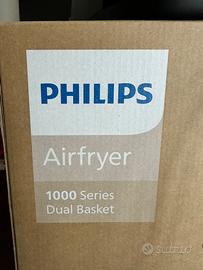 PHILIPS
Airfryer
1000 Series
Dual Basket
Subito